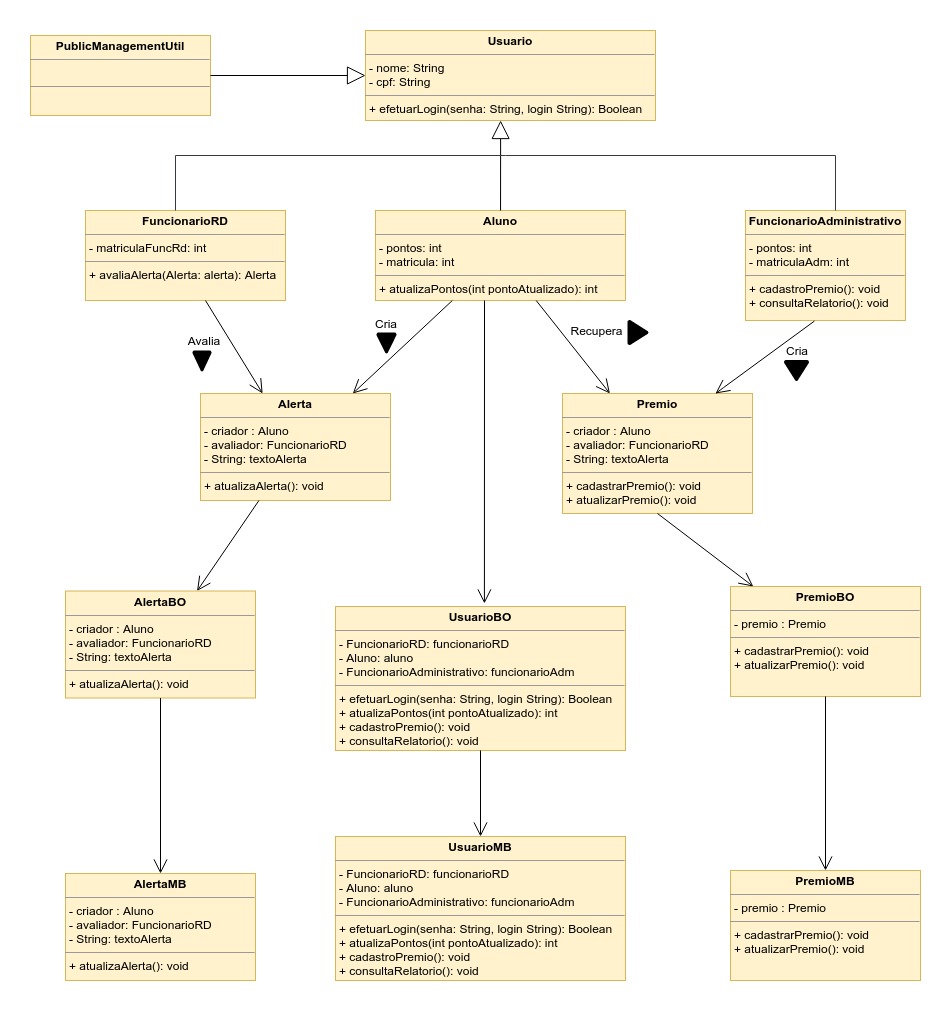 PublicManagementUtil
Usuario
- nome: String
- cpf: String
+ efetuarLogin(senha: String, login String): Boolean
FuncionarioRD
- matriculaFuncRd: int
+ avaliaAlerta(Alerta: alerta): Alerta
Aluno
- pontos: int
- matricula: int
+ atualizaPontos(int pontoAtualizado): int
FuncionarioAdministrativo
- pontos: int
- matriculaAdm: int
+ cadastroPremio(): void
+ consultaRelatorio(): void
Avalia
Cria
Recupera
Cria
Alerta
- criador : Aluno
- avaliador: FuncionarioRD
- String: textoAlerta
+ atualizaAlerta(): void
Premio
- criador : Aluno
- avaliador: FuncionarioRD
- String: textoAlerta
+ cadastrarPremio(): void
+ atualizarPremio(): void
AlertaBO
- criador : Aluno
- avaliador: FuncionarioRD
- String: textoAlerta
+ atualizaAlerta(): void
UsuarioBO
- FuncionarioRD: funcionarioRD
- Aluno: aluno
- FuncionarioAdministrativo: funcionarioAdm
+ efetuarLogin(senha: String, login String): Boolean
+ atualizaPontos(int pontoAtualizado): int
+ cadastroPremio(): void
+ consultaRelatorio(): void
PremioBO
- premio : Premio
+ cadastrarPremio(): void
+ atualizarPremio(): void
AlertaMB
- criador : Aluno
- avaliador: FuncionarioRD
- String: textoAlerta
+ atualizaAlerta(): void
UsuarioMB
- FuncionarioRD: funcionarioRD
- Aluno: aluno
- FuncionarioAdministrativo: funcionarioAdm
+ efetuarLogin(senha: String, login String): Boolean
+ atualizaPontos(int pontoAtualizado): int
+ cadastroPremio(): void
+ consultaRelatorio(): void
PremioMB
- premio : Premio
+ cadastrarPremio(): void
+ atualizarPremio(): void